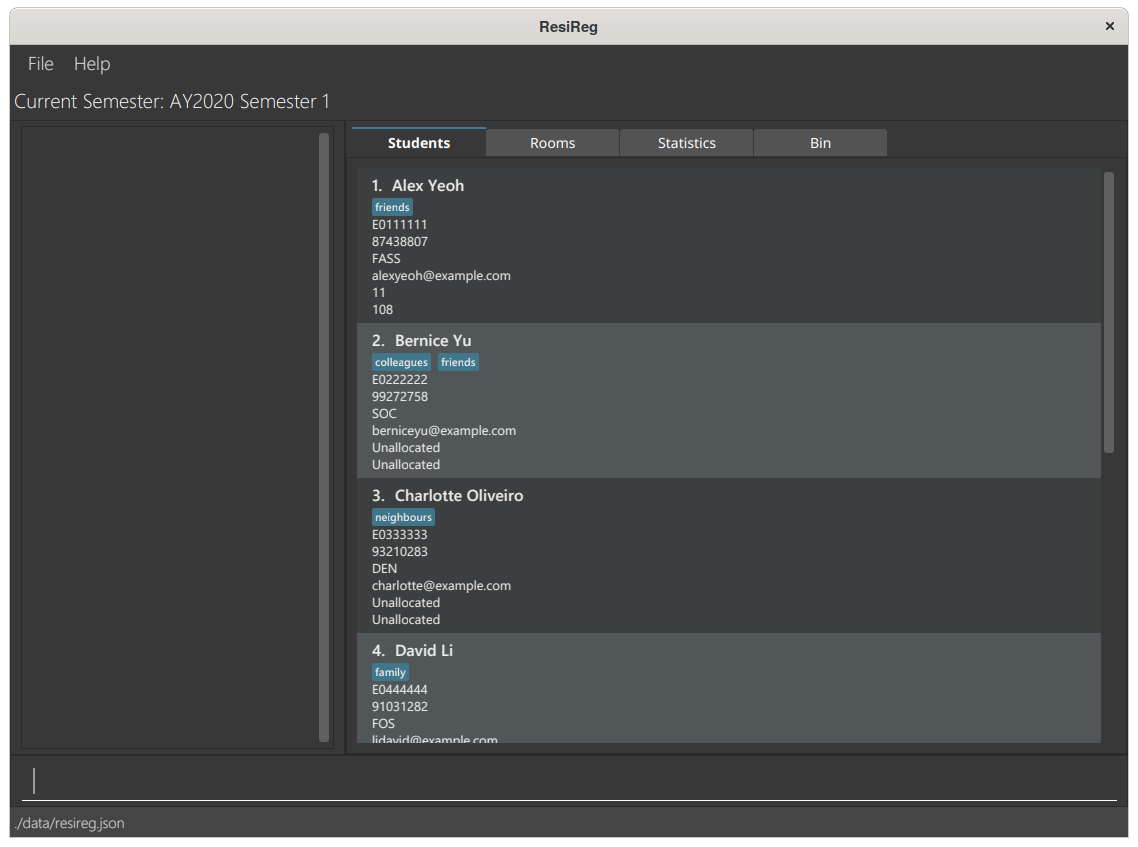 ResiReg
File Help
Current Semester: AY2020 Semester 1
Students Rooms Statistics Bin
1. Alex Yeoh
friends
E0111111
87438807
FASS
alexyeoh@example.com
11
108
2. Bernice Yu
colleagues friends
E0222222
99272758
SOC
berniceyu@example.com
Unallocated
Unallocated
3. Charlotte Oliveiro
neighbours
E0333333
93210283
DEN
charlotte@example.com
Unallocated
Unallocated
4. David Li
family
E0444444
91031282
FOS
lidavid@example.com
./data/resireg.json